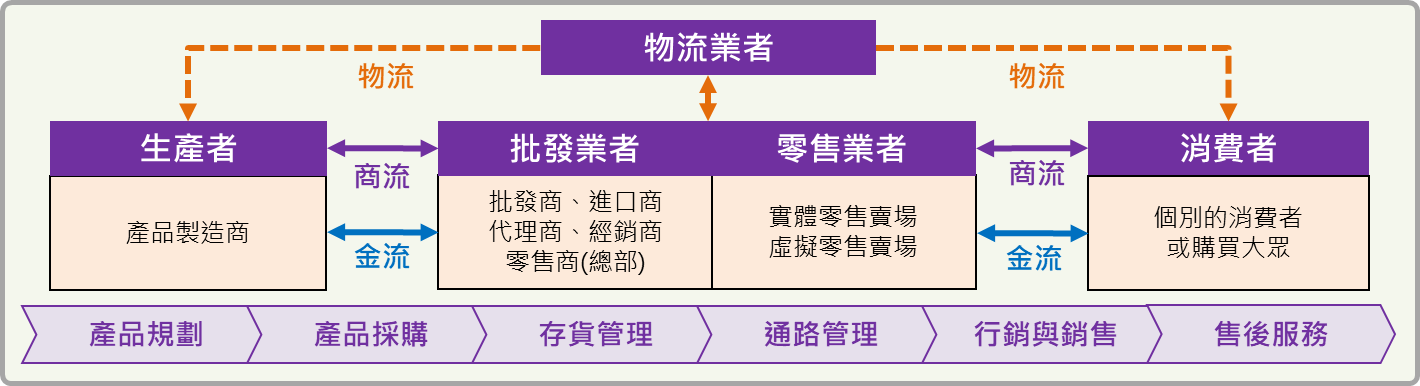 物流業者
物流
物流
生產者
商流
批發業者
零售業者
商流
消費者
產品製造商
金流
批發商、進口商
代理商、經銷商
零售商(總部)
實體零售賣場
虛擬零售賣場
金流
個別的消費者
或購買大眾
產品規劃
產品採購
存貨管理
通路管理
行銷與銷售
售後服務